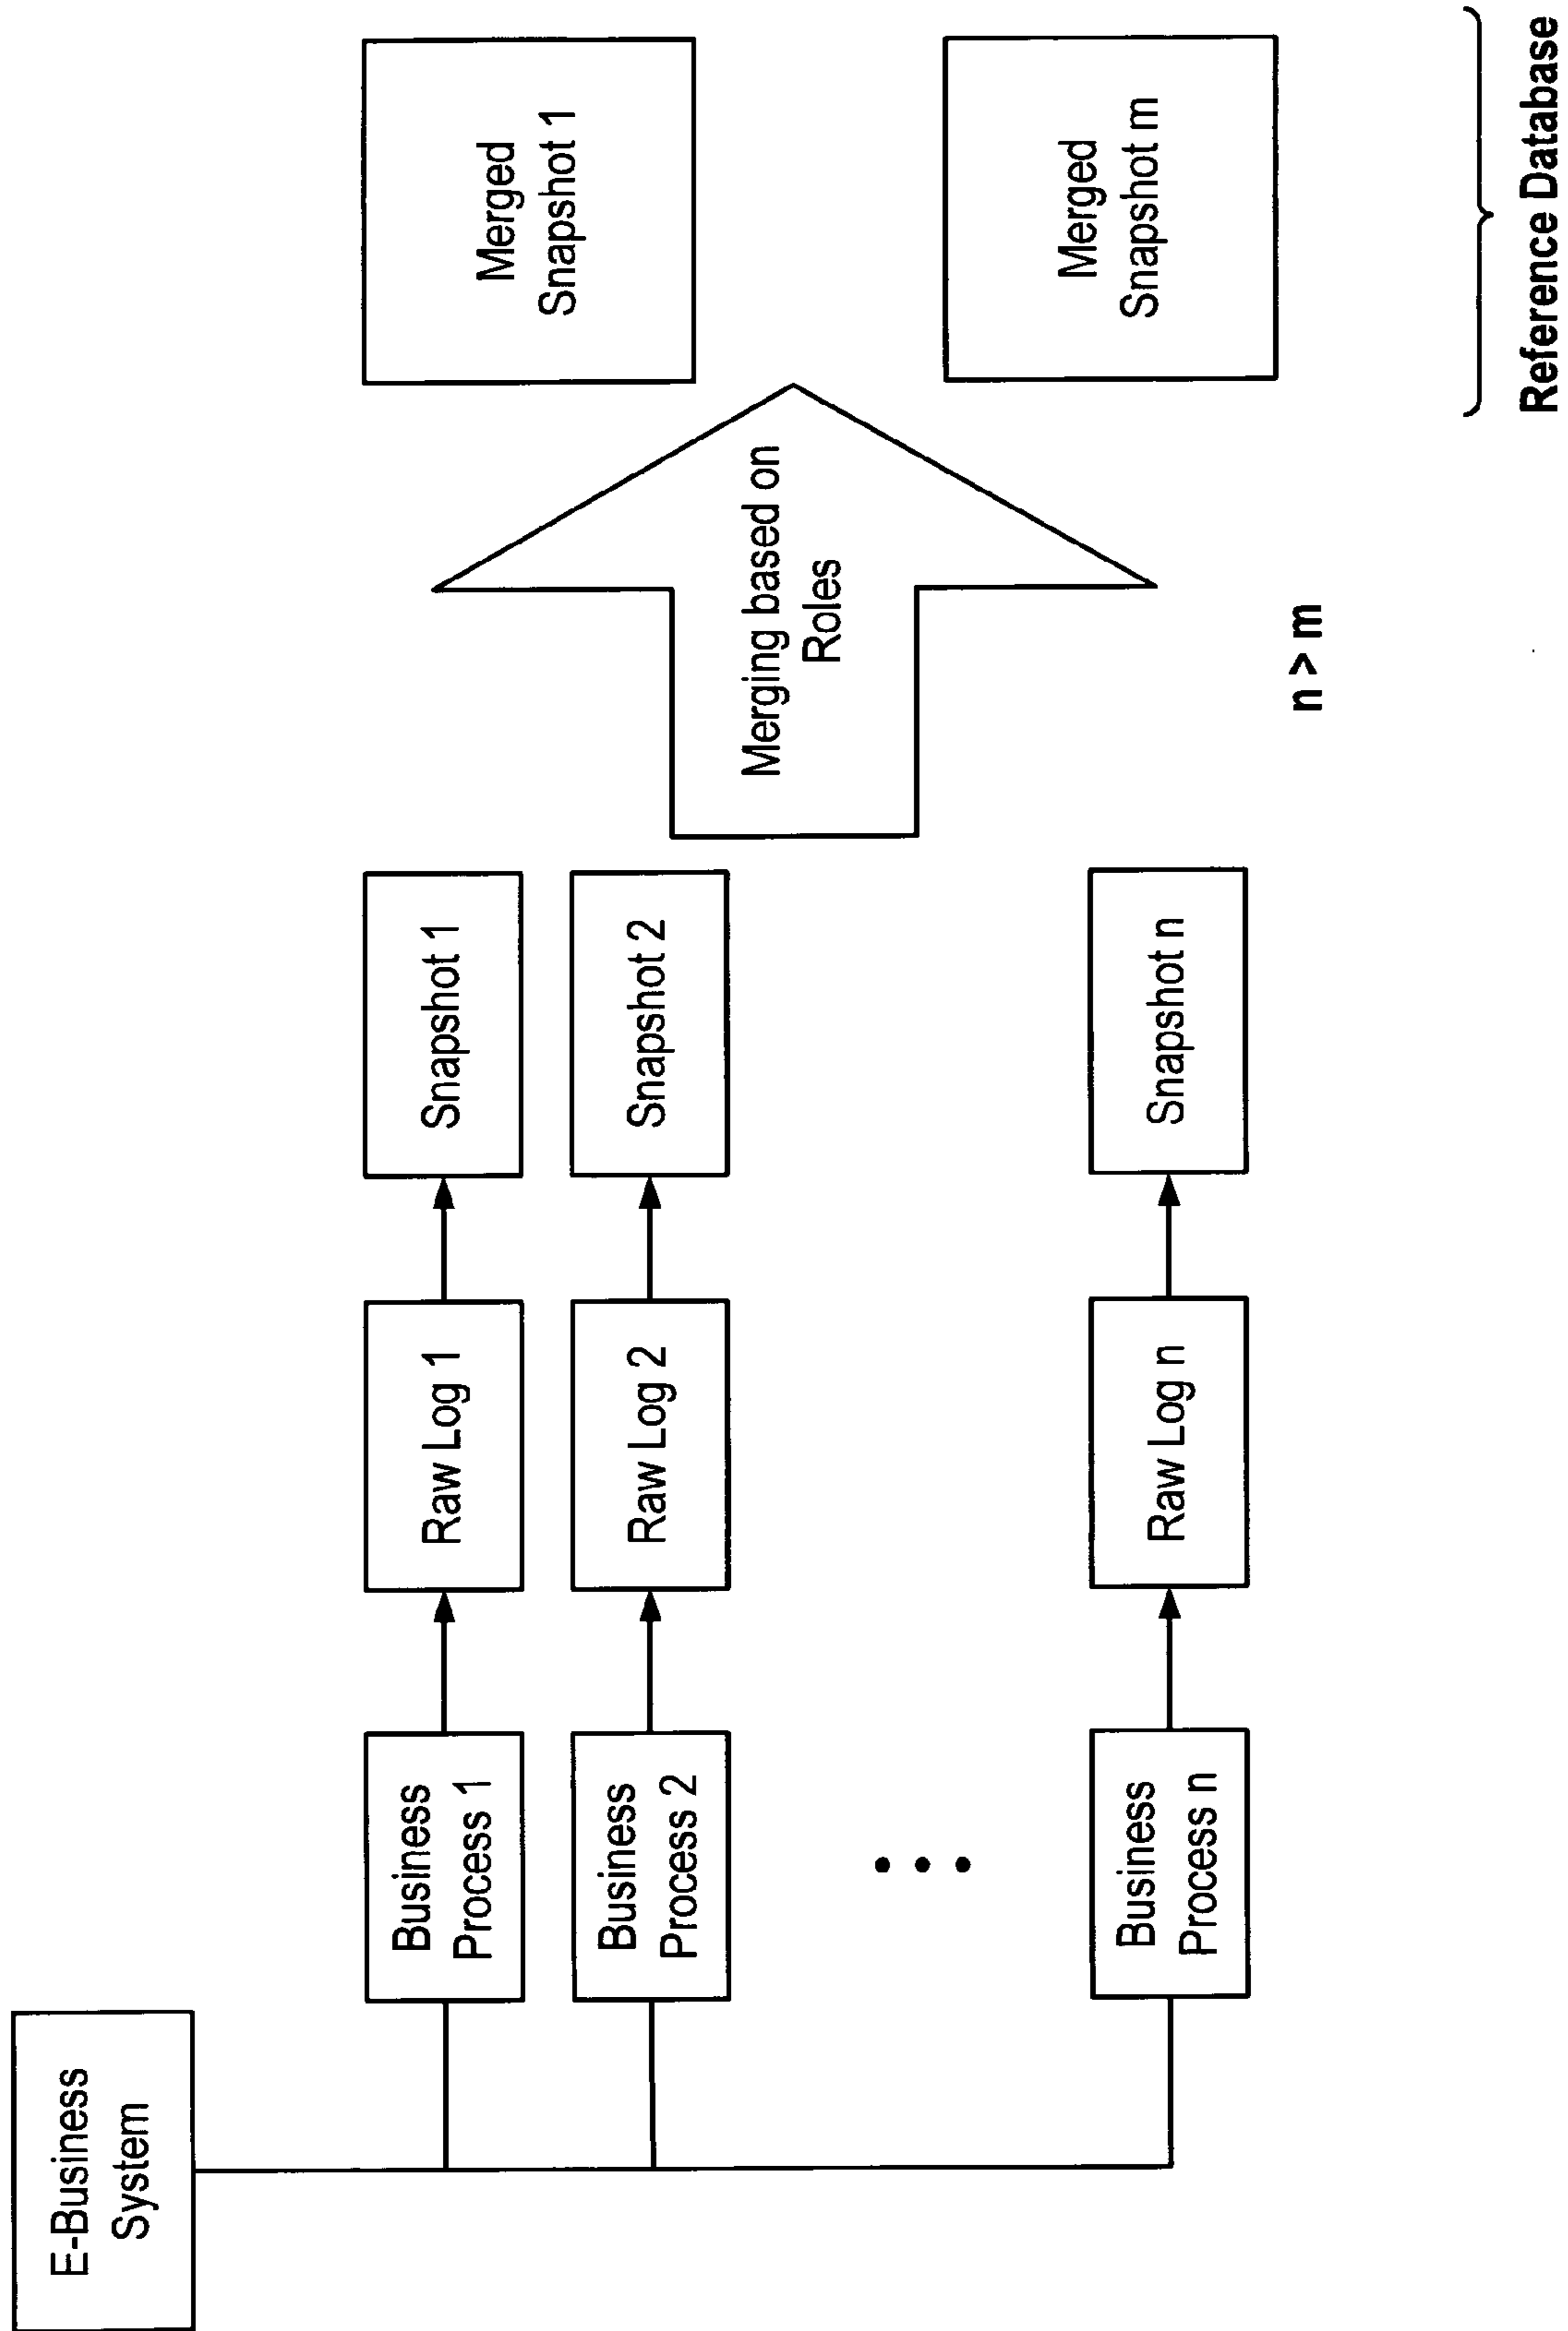 E-Business
System
Business
Process 1
Raw Log 1
Snapshot 1
Business
Process 2
Raw Log 2
Snapshot 2
Business
Process n
Raw Log n
Snapshot n
Merging based on
Roles
n > m
Merged
Snapshot 1
Merged
Snapshot m
Reference Database